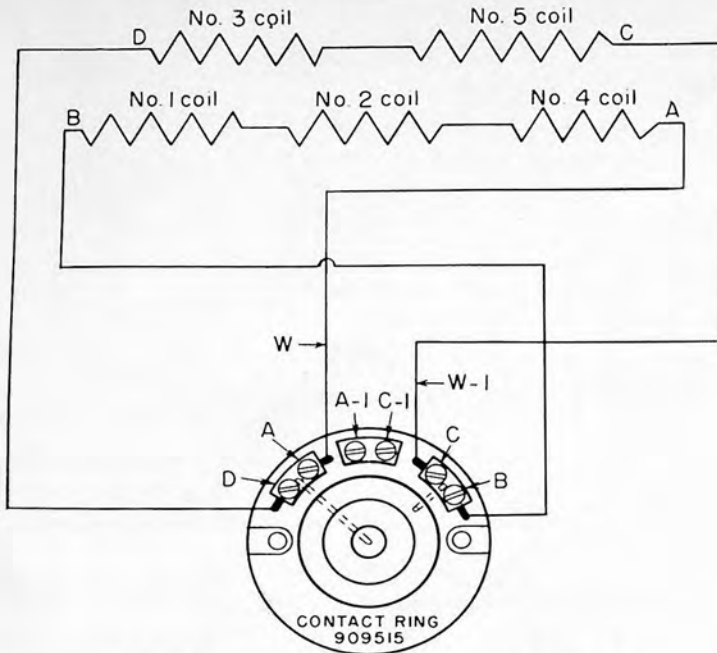 No. 3 coil
No. 5 coil
D
C
No. 1 coil
No. 2 coil
No. 4 coil
B
A
W
W-1
A-1
C-1
A
C
D
B
CONTACT RING
909515